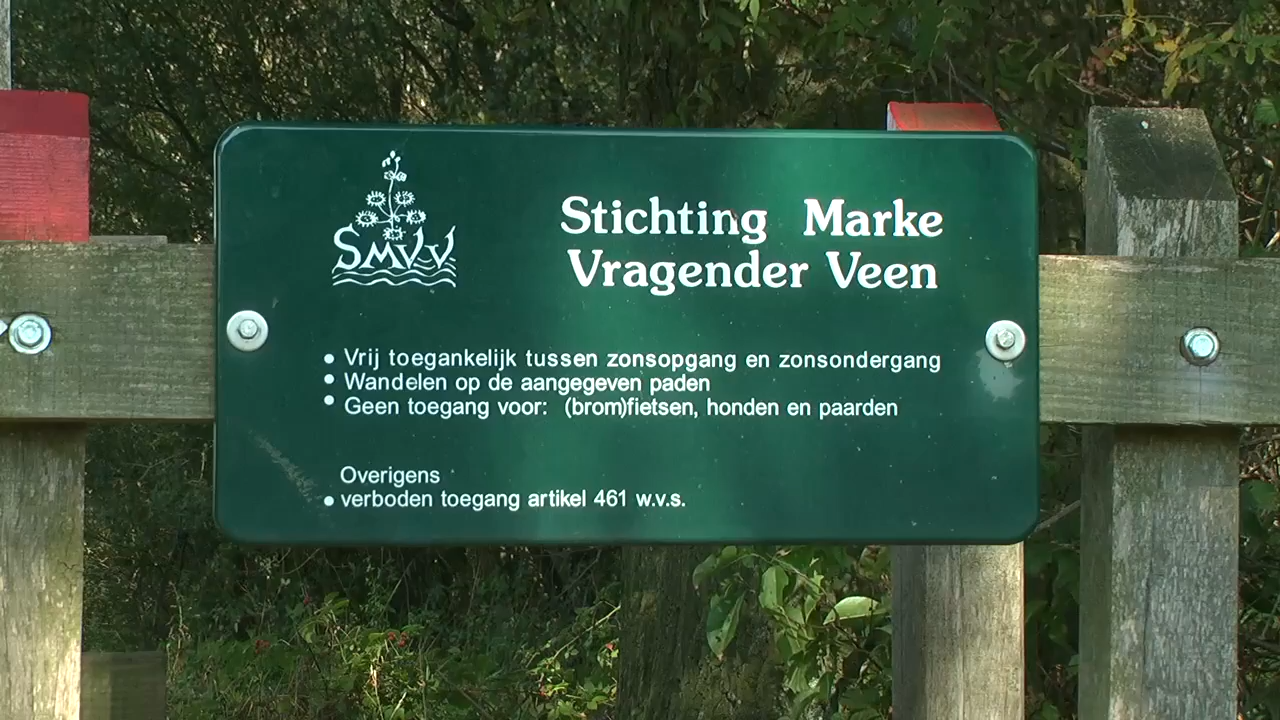 SMVV
Stichting Marke
Vragender Veen
• Vrij toegankelijk tussen zonsopgang en zonsondergang
• Wandelen op de aangegeven paden
• Geen toegang voor: (brom)fietsen, honden en paarden
Overigens
• verboden toegang artikel 461 w.v.s.